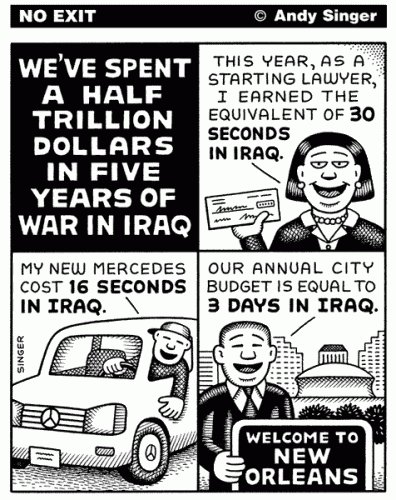 NO EXIT © Andy Singer
WE'VE SPENT
A HALF
TRILLION
DOLLARS
IN FIVE
YEARS OF
WAR IN IRAQ
THIS YEAR, AS A
STARTING LAWYER,
I EARNED THE
EQUIVALENT OF 30
SECONDS
IN IRAQ.
MY NEW MERCEDES
COST 16 SECONDS
IN IRAQ.
SINGER
OUR ANNUAL CITY
BUDGET IS EQUAL TO
3 DAYS IN IRAQ.
WELCOME TO
NEW
ORLEANS